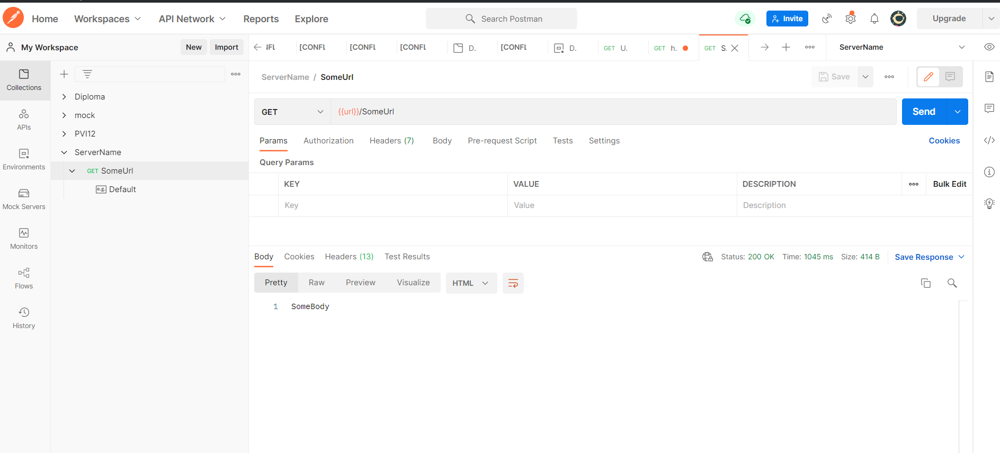 Home Workspaces API Network Reports Explore Search Postman Invite Upgrade
My Workspace New Import
[CONFL [CONFL [CONFL D. [CONFL D. GET U. GET h. GET S. ServerName
Collections
APIs
Environments
Mock Servers
Monitors
Flows
History
Diploma
mock
PVI12
ServerName
GET SomeUrl
e.g. Default
ServerName / SomeUrl Save
GET {{url}}/SomeUrl Send
Params Authorization Headers (7) Body Pre-request Script Tests Settings Cookies
Query Params
KEY VALUE DESCRIPTION Bulk Edit
Key Value Description
Body Cookies Headers (13) Test Results Status: 200 OK Time: 1045 ms Size: 414 B Save Response
Pretty Raw Preview Visualize HTML
1 SomeBody